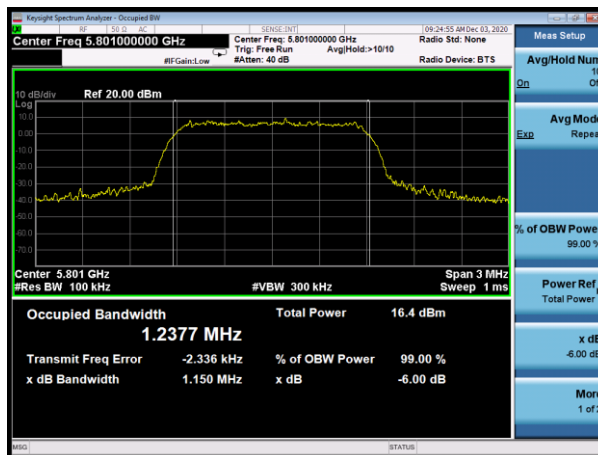 Keysight Spectrum Analyzer - Occupied BW
RF 50 Ω AC SENSE:INT 09:24:55 AM Dec 03, 2020
Center Freq 5.801000000 GHz Center Freq: 5.801000000 GHz Radio Std: None
Trig: Free Run Avg|Hold:>10/10
#IFGain:Low #Atten: 40 dB Radio Device: BTS
10 dB/div Ref 20.00 dBm
Log
10.0
0.00
-10.0
-20.0
-30.0
-40.0
-50.0
-60.0
-70.0
Center 5.801 GHz Span 3 MHz
#Res BW 100 kHz #VBW 300 kHz Sweep 1 ms
Occupied Bandwidth Total Power 16.4 dBm
1.2377 MHz
Transmit Freq Error -2.336 kHz % of OBW Power 99.00 %
x dB Bandwidth 1.150 MHz x dB -6.00 dB
MSG STATUS
Meas Setup
Avg/Hold Num
10
On Of
Avg Mode
Exp Repea
% of OBW Powe
99.00 %
Power Ref
Total Power
x dB
-6.00 dB
More
1 of 2